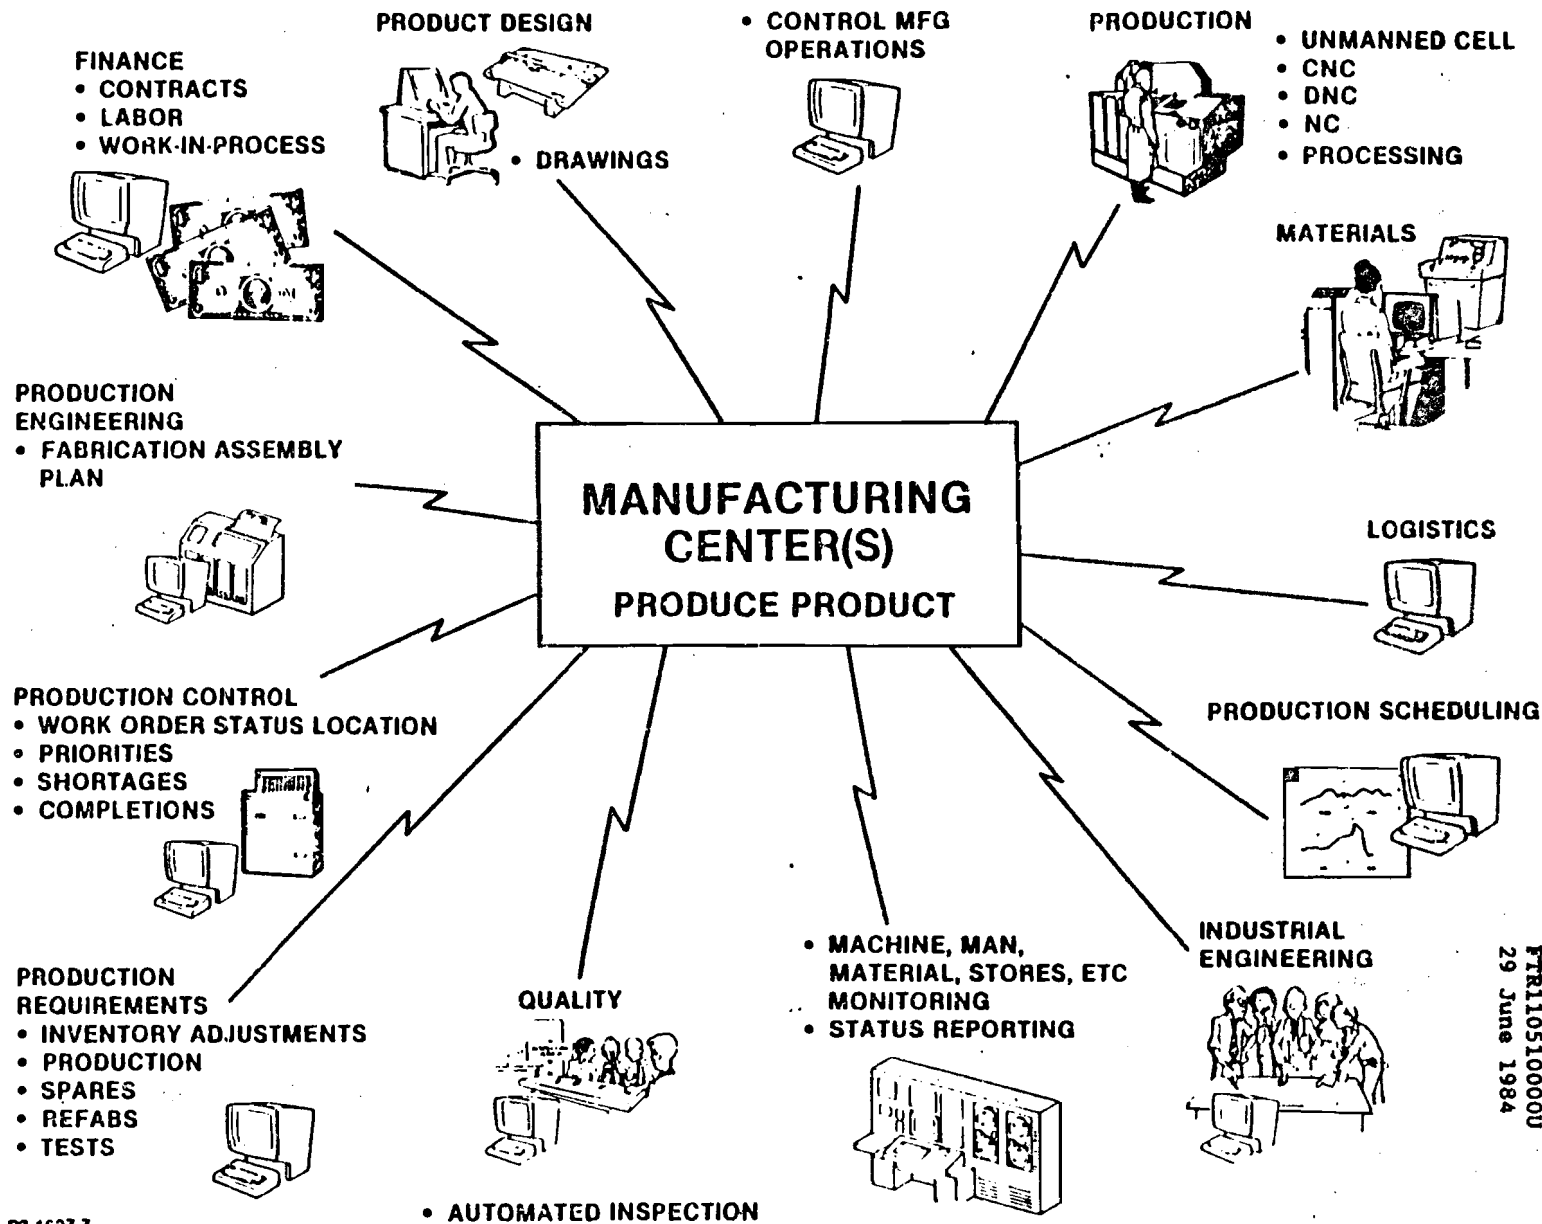 PRODUCT DESIGN
• DRAWINGS
• CONTROL MFG
OPERATIONS
PRODUCTION
• UNMANNED CELL
• CNC
• DNC
• NC
• PROCESSING
FINANCE
• CONTRACTS
• LABOR
• WORK-IN-PROCESS
MATERIALS
PRODUCTION
ENGINEERING
• FABRICATION ASSEMBLY
PLAN
MANUFACTURING
CENTER(S)
PRODUCE PRODUCT
LOGISTICS
PRODUCTION CONTROL
• WORK ORDER STATUS LOCATION
• PRIORITIES
• SHORTAGES
• COMPLETIONS
PRODUCTION SCHEDULING
PRODUCTION
REQUIREMENTS
• INVENTORY ADJUSTMENTS
• PRODUCTION
• SPARES
• REFABS
• TESTS
QUALITY
• AUTOMATED INSPECTION
• MACHINE, MAN,
MATERIAL, STORES, ETC
MONITORING
• STATUS REPORTING
INDUSTRIAL
ENGINEERING
FTR110510000U
29 June 1984